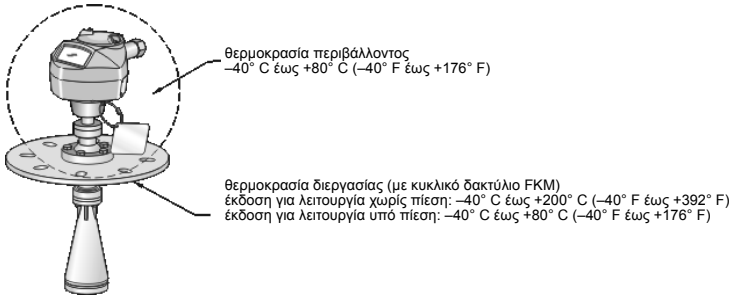 θερμοκρασία περιβάλλοντος
–40° C έως +80° C (–40° F έως +176° F)
θερμοκρασία διεργασίας (με κυκλικό δακτύλιο FKM)
έκδοση για λειτουργία χωρίς πίεση: –40° C έως +200° C (–40° F έως +392° F)
έκδοση για λειτουργία υπό πίεση: –40° C έως +80° C (–40° F έως +176° F)